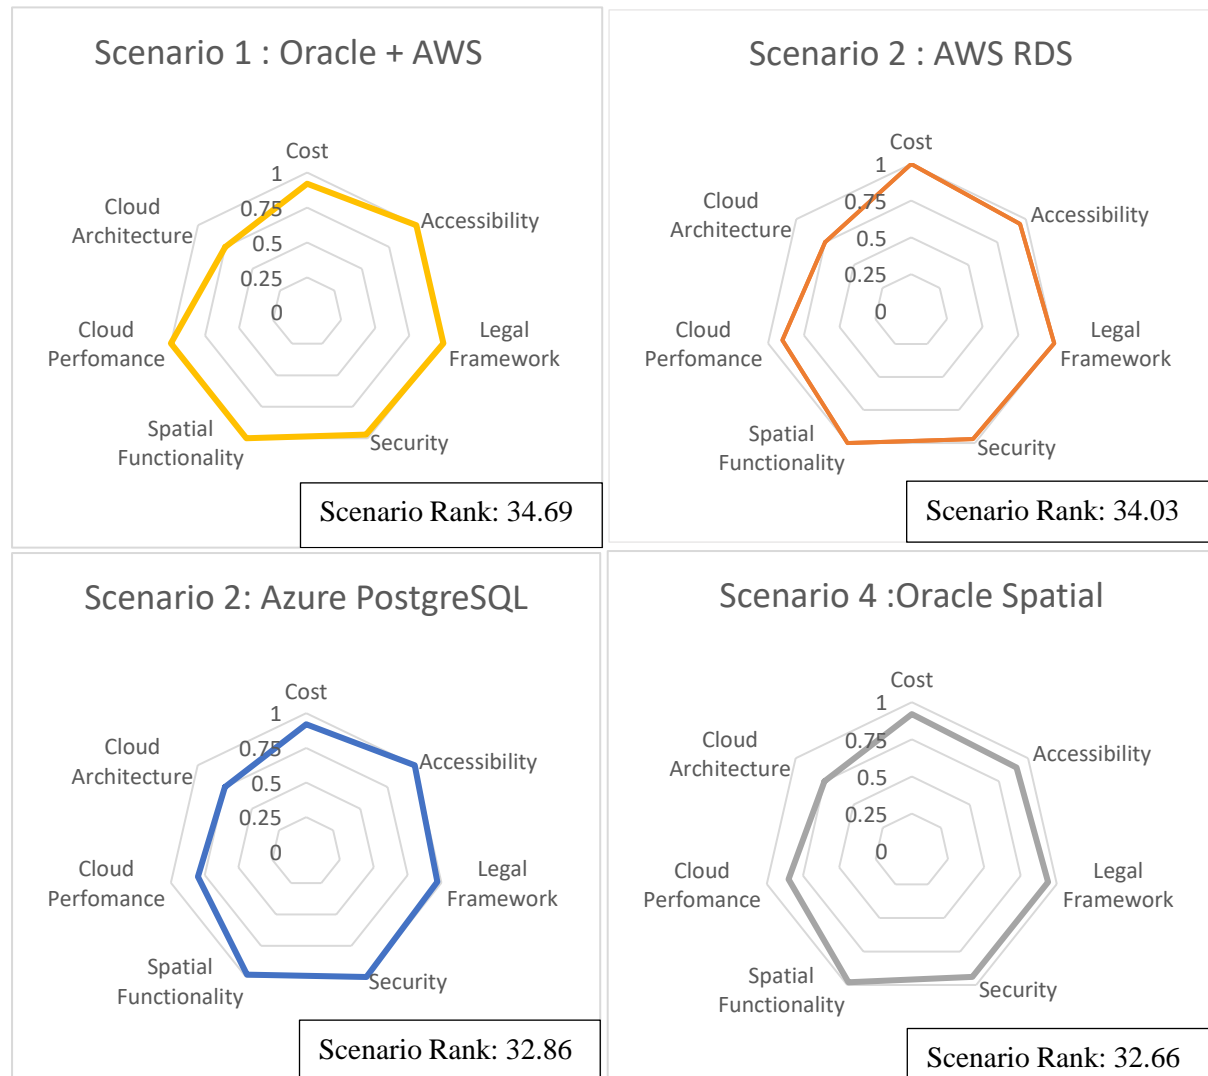 Scenario 1 : Oracle + AWS
Cost
1
0.75
0.5
0.25
0
Accessibility
Legal
Framework
Security
Spatial
Functionality
Cloud
Perfomance
Cloud
Architecture
Scenario Rank: 34.69
Scenario 2 : AWS RDS
Cost
1
0.75
0.5
0.25
0
Accessibility
Legal
Framework
Security
Spatial
Functionality
Cloud
Perfomance
Cloud
Architecture
Scenario Rank: 34.03
Scenario 2: Azure PostgreSQL
Cost
1
0.75
0.5
0.25
0
Accessibility
Legal
Framework
Security
Spatial
Functionality
Cloud
Perfomance
Cloud
Architecture
Scenario Rank: 32.86
Scenario 4 :Oracle Spatial
Cost
1
0.75
0.5
0.25
0
Accessibility
Legal
Framework
Security
Spatial
Functionality
Cloud
Perfomance
Cloud
Architecture
Scenario Rank: 32.66